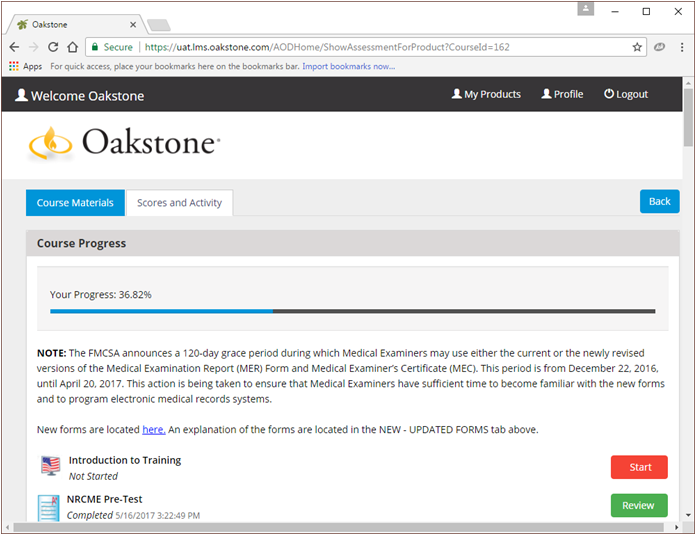 Oakstone
Secure https://uat.lms.oakstone.com/AODHome/ShowAssessmentForProduct?CourseId=162
Apps For quick access, place your bookmarks here on the bookmarks bar. Import bookmarks now...
Welcome Oakstone My Products Profile Logout
Oakstone
Course Materials Scores and Activity Back
Course Progress
Your Progress: 36.82%
NOTE: The FMCSA announces a 120-day grace period during which Medical Examiners may use either the current or the newly revised
versions of the Medical Examination Report (MER) Form and Medical Examiner's Certificate (MEC). This period is from December 22, 2016,
until April 20, 2017. This action is being taken to ensure that Medical Examiners have sufficient time to become familiar with the new forms
and to program electronic medical records systems.
New forms are located here. An explanation of the forms are located in the NEW - UPDATED FORMS tab above.
Introduction to Training
Not Started
Start
NRCME Pre-Test
Completed 5/16/2017 3:22:49 PM
Review